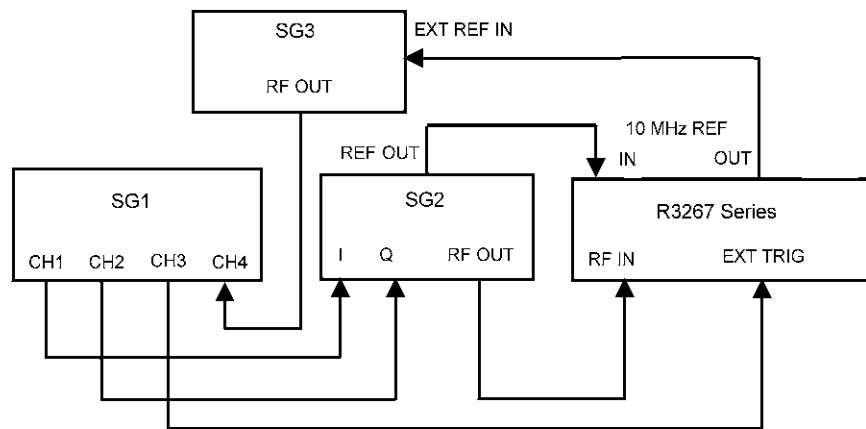 SG3
EXT REF IN
RF OUT
10 MHz REF
REF OUT
IN
OUT
SG1
SG2
R3267 Series
CH1
CH2
CH3
CH4
I
Q
RF OUT
RF IN
EXT TRIG